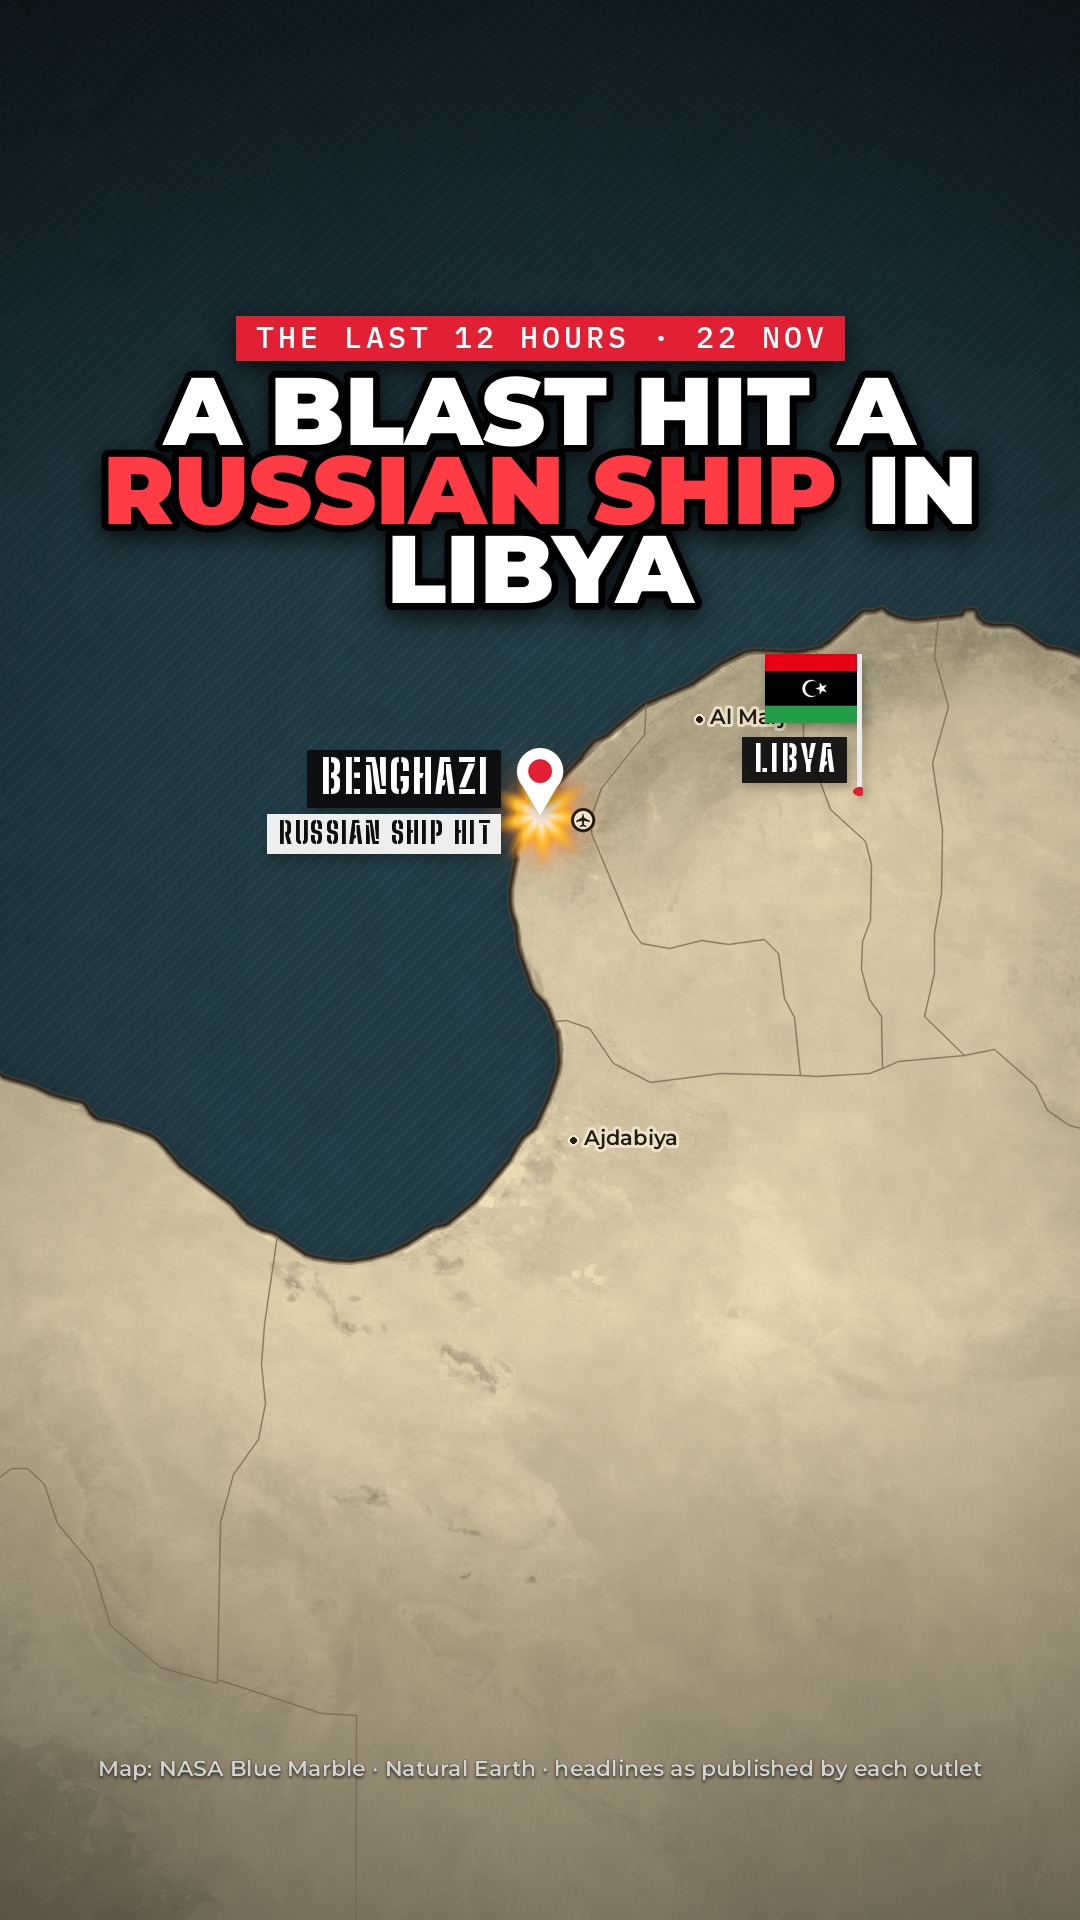 THE LAST 12 HOURS · 22 NOV
A BLAST HIT A
RUSSIAN SHIP IN
LIBYA
Al Marj
LIBYA
BENGHAZI
RUSSIAN SHIP HIT
Ajdabiya
Map: NASA Blue Marble · Natural Earth · headlines as published by each outlet